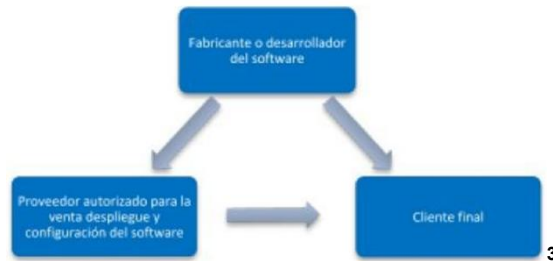 Fabricante o desarrollador
del software
Proveedor autorizado para la
venta despliegue y
configuración del software
Cliente final
3